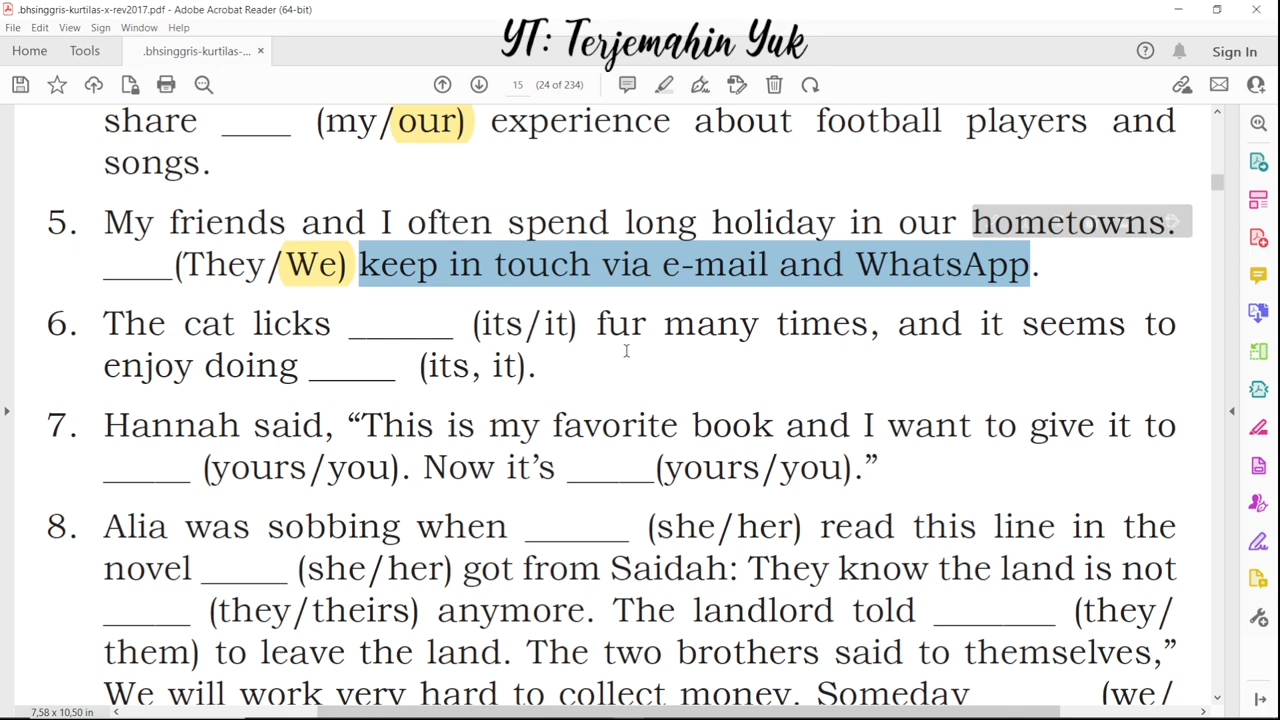 .bhsinggris-kurtilas-x-rev2017.pdf - Adobe Acrobat Reader (64-bit)
File Edit View Sign Window Help
YT: Terjemahin Yuk
Home Tools .bhsinggris-kurtilas-... × Sign In
15 (24 of 234)
share ____ (my/our) experience about football players and
songs.
5. My friends and I often spend long holiday in our hometowns.
____(They/We) keep in touch via e-mail and WhatsApp.
6. The cat licks ______ (its/it) fur many times, and it seems to
enjoy doing _____ (its, it).
7. Hannah said, “This is my favorite book and I want to give it to
_____ (yours/you). Now it’s _____(yours/you).”
8. Alia was sobbing when ______ (she/her) read this line in the
novel _____ (she/her) got from Saidah: They know the land is not
_____ (they/theirs) anymore. The landlord told _______ (they/
them) to leave the land. The two brothers said to themselves,”
We will work very hard to collect money. Someday (we/
7,58 x 10,50 in